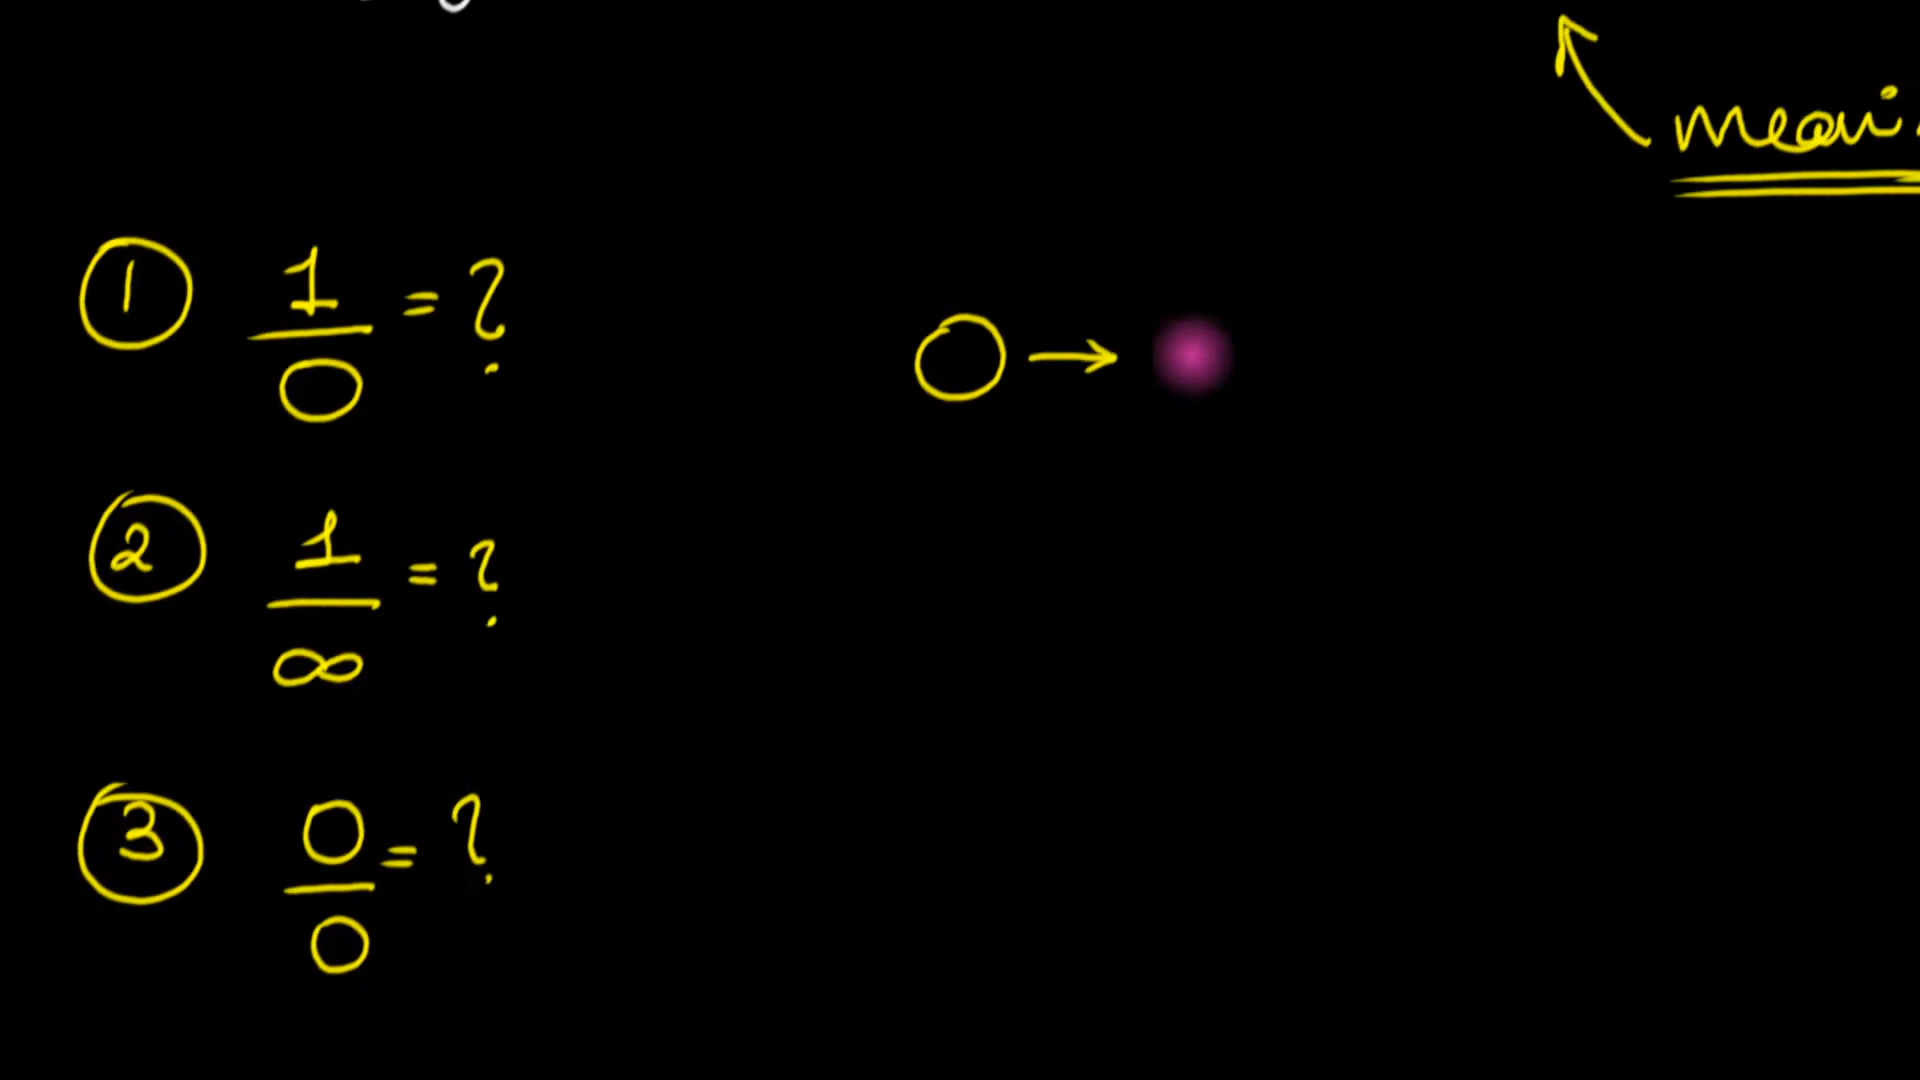 ① 1/0 = ?
0 →
② 1/∞ = ?
③ 0/0 = ?